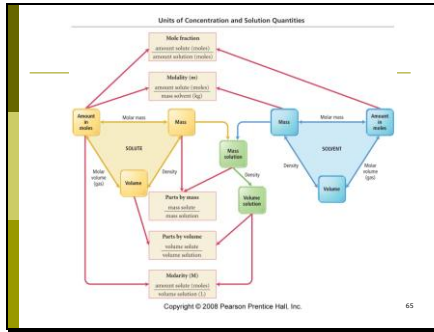 Units of Concentration and Solution Quantities
Mole fraction
amount solute (moles)
amount solution (moles)
Molality (m)
amount solute (moles)
mass solvent (kg)
Amount
in
moles
Molar mass
Mass
Mass
Molar mass
Amount
in
moles
SOLUTE
Mass
solution
SOLVENT
Molar
volume
(gas)
Density
Density
Density
Molar
volume
(gas)
Volume
Volume
Volume
solution
Parts by mass
mass solute
mass solution
Parts by volume
volume solute
volume solution
Molarity (M)
amount solute (moles)
volume solution (L)
Copyright © 2008 Pearson Prentice Hall, Inc.
65